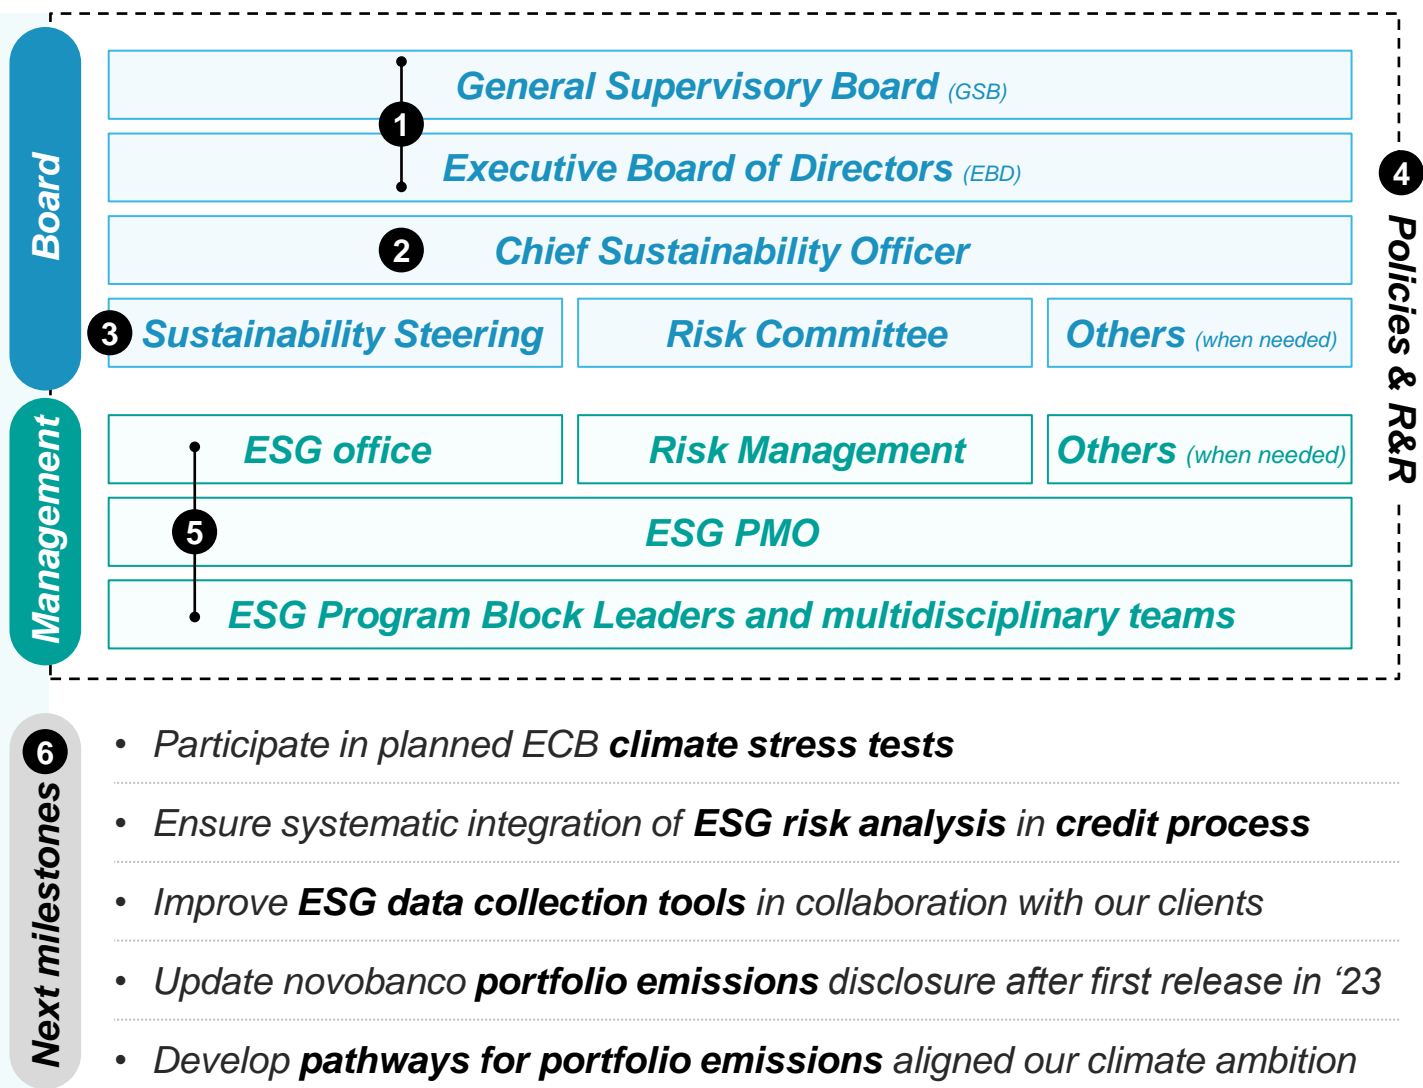 Board
General Supervisory Board (GSB)
1
Executive Board of Directors (EBD)
2 Chief Sustainability Officer
3 Sustainability Steering
Risk Committee
Others (when needed)
4 Policies & R&R
Management
ESG office
Risk Management
Others (when needed)
5
ESG PMO
ESG Program Block Leaders and multidisciplinary teams
6 Next milestones
• Participate in planned ECB climate stress tests
• Ensure systematic integration of ESG risk analysis in credit process
• Improve ESG data collection tools in collaboration with our clients
• Update novobanco portfolio emissions disclosure after first release in ‘23
• Develop pathways for portfolio emissions aligned our climate ambition